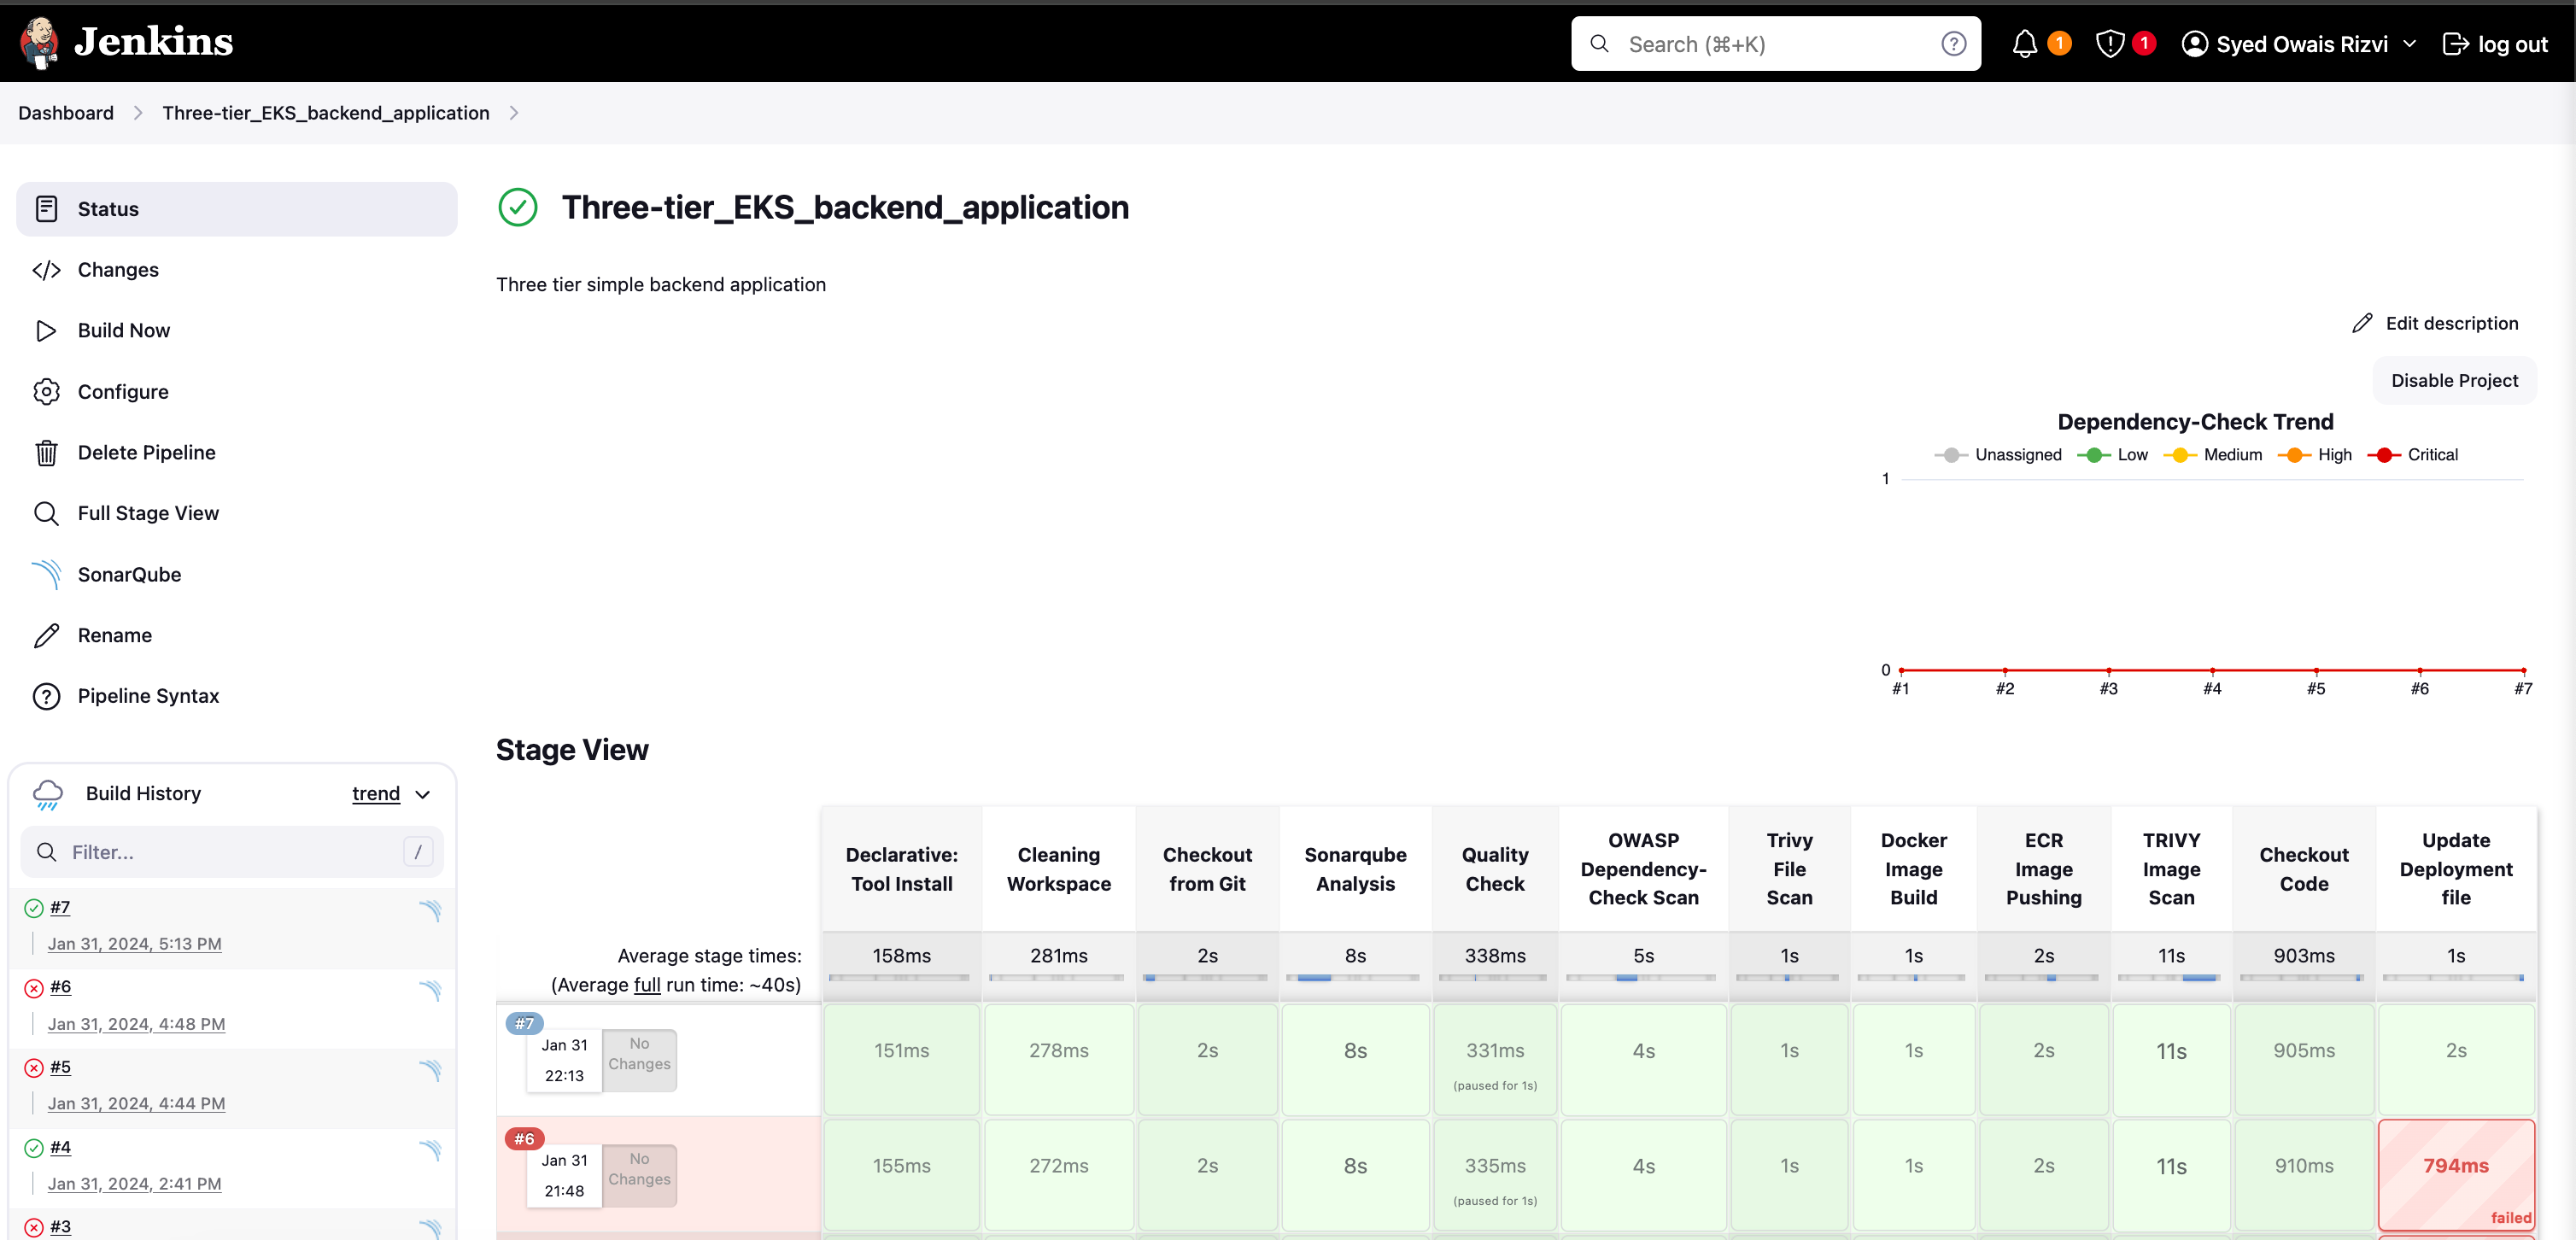 Jenkins
Search (⌘+K)
1
1
Syed Owais Rizvi
log out
Dashboard
Three-tier_EKS_backend_application
Status
Changes
Build Now
Configure
Delete Pipeline
Full Stage View
SonarQube
Rename
Pipeline Syntax
Build History
trend
Filter...
/
#7
Jan 31, 2024, 5:13 PM
#6
Jan 31, 2024, 4:48 PM
#5
Jan 31, 2024, 4:44 PM
#4
Jan 31, 2024, 2:41 PM
#3
Three-tier_EKS_backend_application
Three tier simple backend application
Edit description
Disable Project
Dependency-Check Trend
Unassigned Low Medium High Critical
1
0
#1 #2 #3 #4 #5 #6 #7
Stage View
Declarative: Tool Install
Cleaning Workspace
Checkout from Git
Sonarqube Analysis
Quality Check
OWASP Dependency-Check Scan
Trivy File Scan
Docker Image Build
ECR Image Pushing
TRIVY Image Scan
Checkout Code
Update Deployment file
Average stage times:
(Average full run time: ~40s)
158ms 281ms 2s 8s 338ms 5s 1s 1s 2s 11s 903ms 1s
#7
Jan 31
22:13
No
Changes
151ms 278ms 2s 8s 331ms 4s 1s 1s 2s 11s 905ms 2s
(paused for 1s)
#6
Jan 31
21:48
No
Changes
155ms 272ms 2s 8s 335ms 4s 1s 1s 2s 11s 910ms 794ms
(paused for 1s)
failed